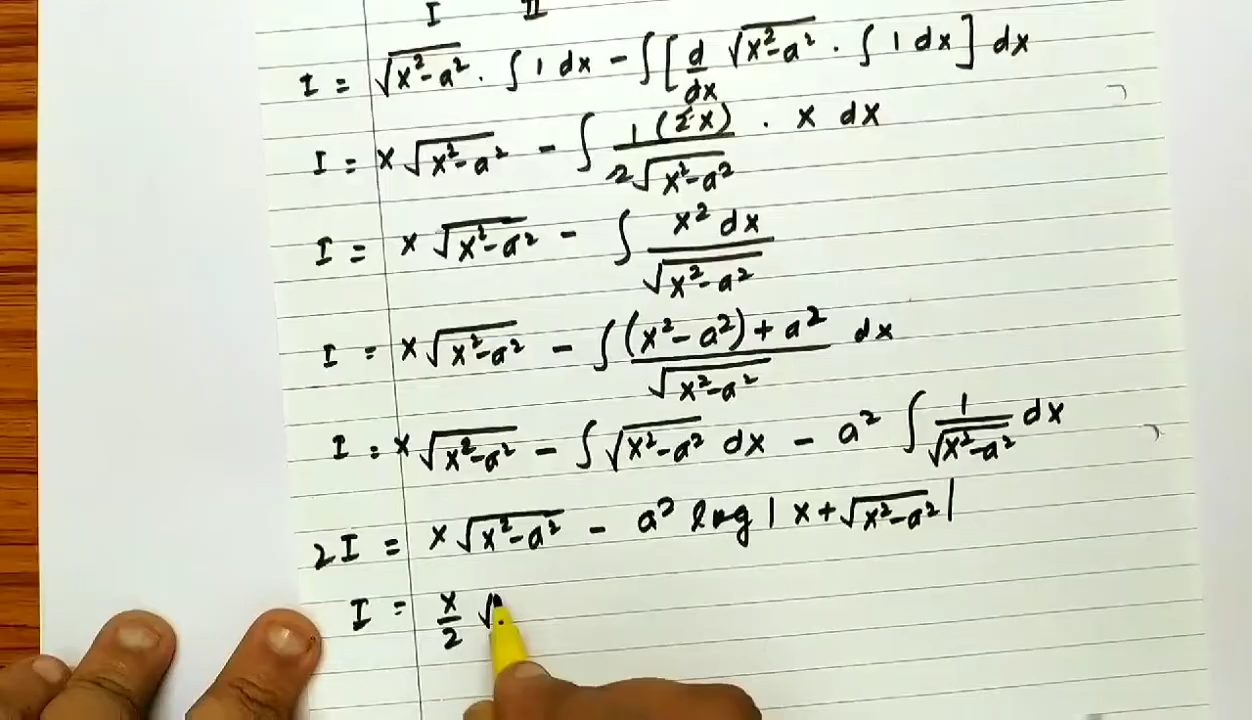 I II
I = √(x²-a²) . ∫ 1 dx - ∫ [ d/dx √(x²-a²) . ∫ 1 dx ] dx
I = x √(x²-a²) - ∫ 1 (2x) / 2√(x²-a²) . x dx
I = x √(x²-a²) - ∫ x² dx / √(x²-a²)
I = x √(x²-a²) - ∫ (x² - a²) + a² / √(x²-a²) dx
I = x √(x²-a²) - ∫ √(x²-a²) dx - a² ∫ 1/√(x²-a²) dx
2I = x √(x²-a²) - a² log | x + √(x²-a²) |
I = x/2 √